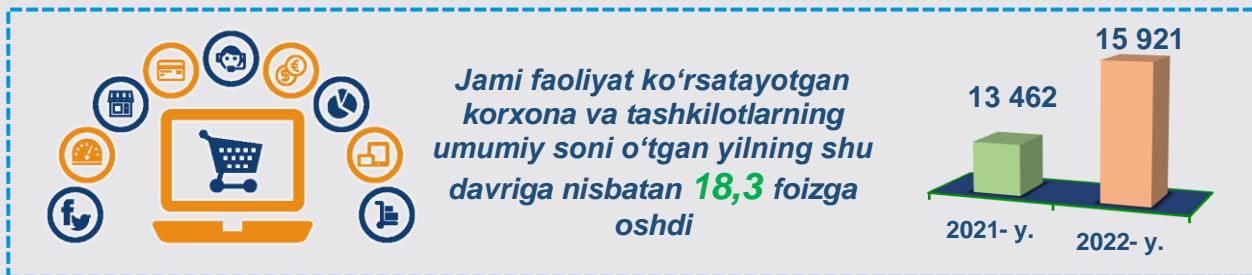 Jami faoliyat ko‘rsatayotgan
korxona va tashkilotlarning
umumiy soni o‘tgan yilning shu
davriga nisbatan 18,3 foizga
oshdi
15 921
13 462
2021- y.
2022- y.